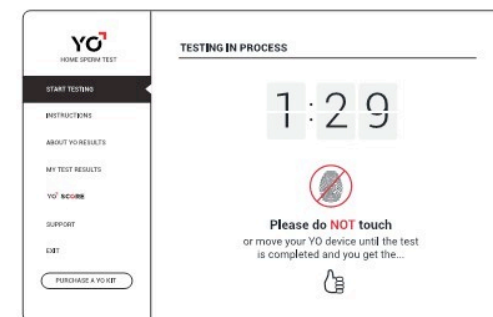 YO
HOME SPERM TEST
START TESTING
INSTRUCTIONS
ABOUT YO RESULTS
MY TEST RESULTS
YO SCORE
SUPPORT
EXIT
PURCHASE A YO KIT
TESTING IN PROCESS
1:29
Please do NOT touch
or move your YO device until the test
is completed and you get the...